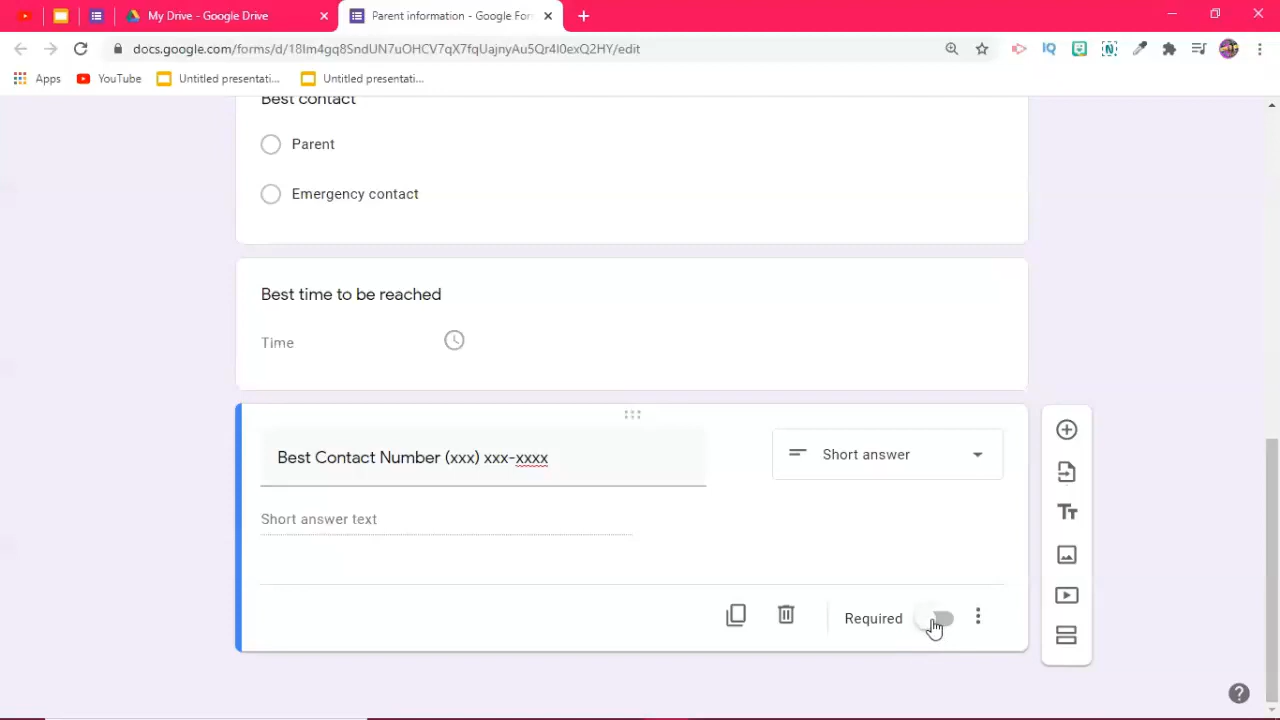 My Drive - Google Drive
Parent information - Google For
docs.google.com/forms/d/18Im4gq8SndUN7uOHCV7qX7fqUajnyAu5Qr4I0exQ2HY/edit
IQ
N
Apps
YouTube
Untitled presentati...
Untitled presentati...
Best contact
Parent
Emergency contact
Best time to be reached
Time
Best Contact Number (xxx) xxx-xxxx
Short answer
Short answer text
Tt
Required
?